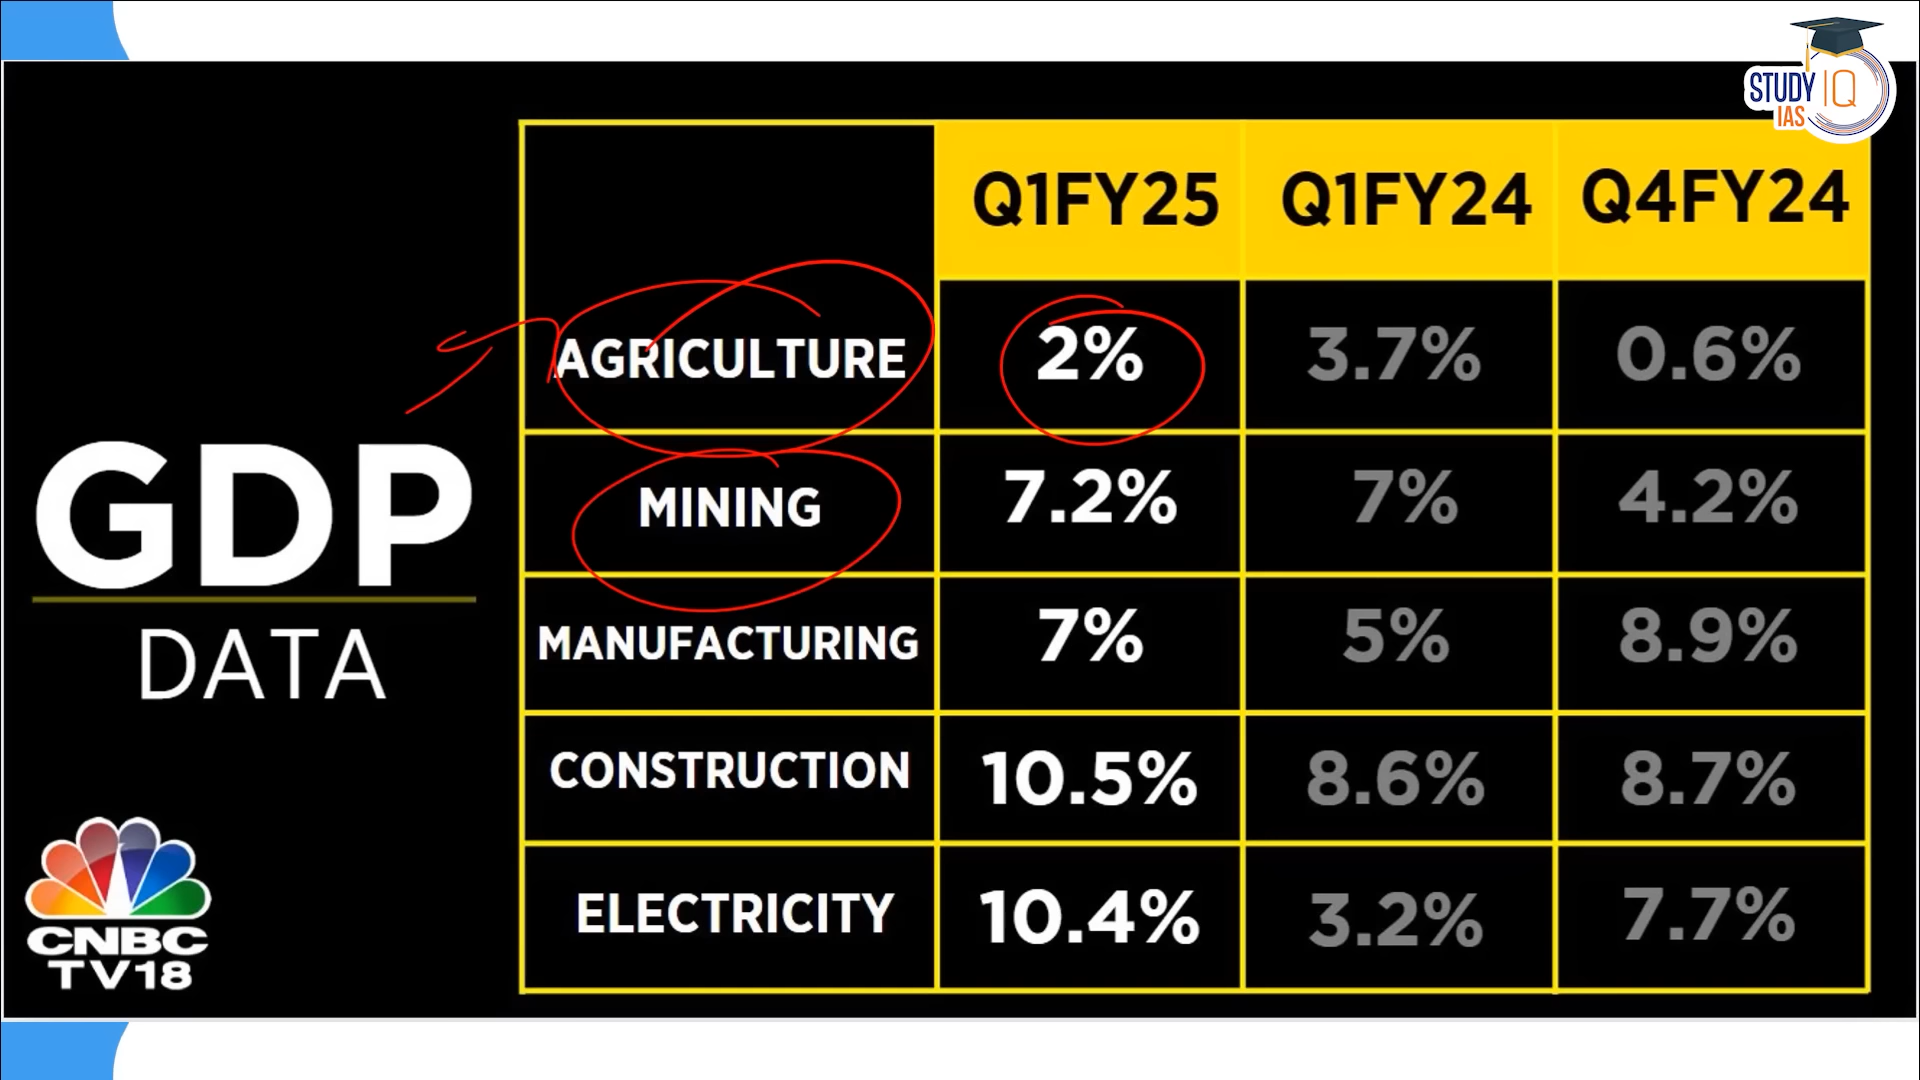 STUDY IQ
IAS
Q1FY25 Q1FY24 Q4FY24
AGRICULTURE 2% 3.7% 0.6%
MINING 7.2% 7% 4.2%
MANUFACTURING 7% 5% 8.9%
CONSTRUCTION 10.5% 8.6% 8.7%
ELECTRICITY 10.4% 3.2% 7.7%
GDP
DATA
CNBC
TV18